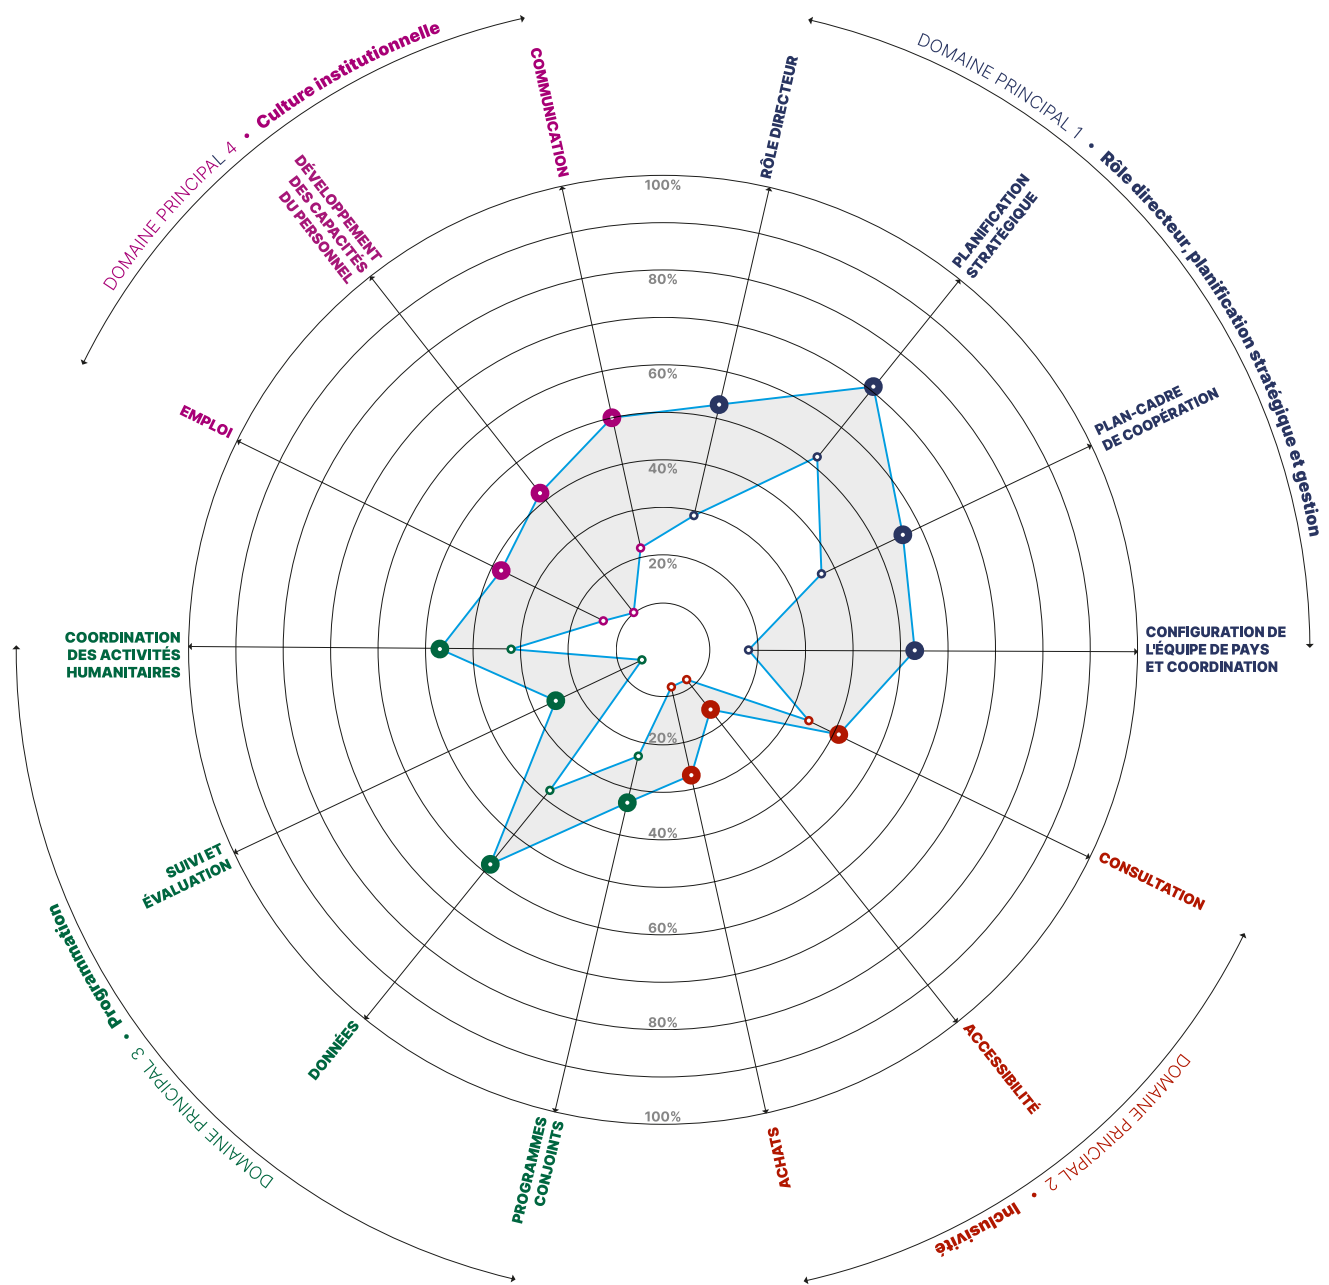 DOMAINE PRINCIPAL 1 • Rôle directeur, planification stratégique et gestion
RÔLE DIRECTEUR
PLANIFICATION
STRATÉGIQUE
PLAN-CADRE
DE COOPÉRATION
CONFIGURATION DE
L'ÉQUIPE DE PAYS
ET COORDINATION
DOMAINE PRINCIPAL 2 • Inclusivité
CONSULTATION
ACCESSIBILITÉ
ACHATS
DOMAINE PRINCIPAL 3 • Programmation
PROGRAMMES
CONJOINTS
DONNÉES
SUIVI ET
ÉVALUATION
COORDINATION
DES ACTIVITÉS
HUMANITAIRES
DOMAINE PRINCIPAL 4 • Culture institutionnelle
EMPLOI
DÉVELOPPEMENT
DES CAPACITÉS
DU PERSONNEL
COMMUNICATION
100%
80%
60%
40%
20%
20%
40%
60%
80%
100%